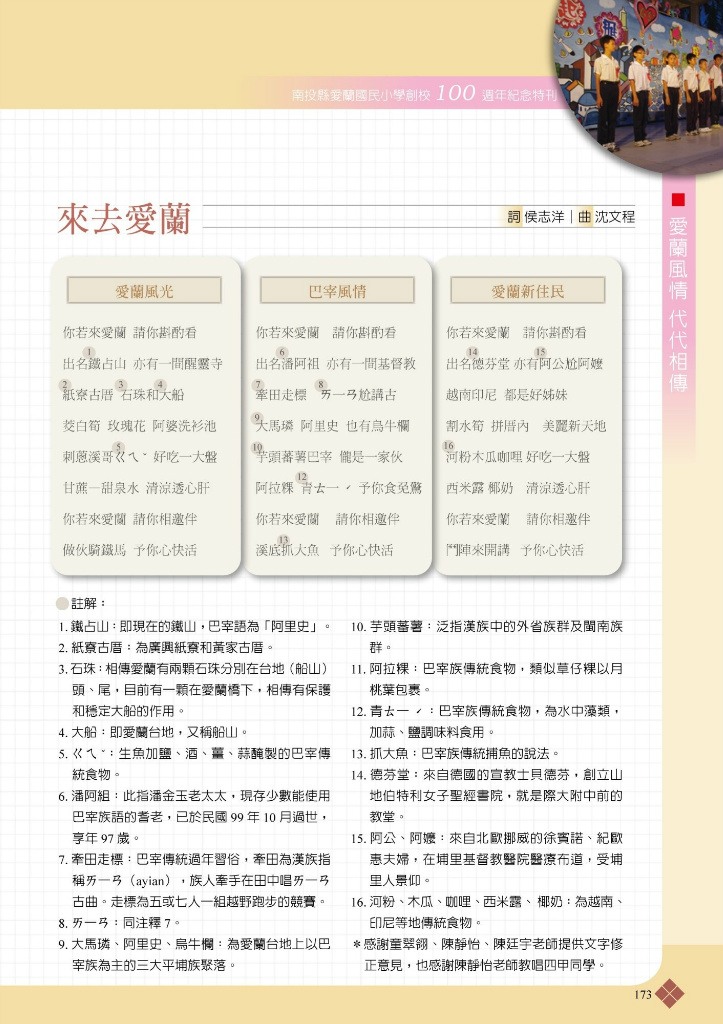 南投縣愛蘭國民小學創校 100 週年紀念特刊
愛蘭風情 代代相傳
來去愛蘭
詞 侯志洋｜曲 沈文程
愛蘭風光
你若來愛蘭 請你斟酌看
1
出名鐵占山 亦有一間醒靈寺
2 3 4
紙寮古厝 石珠和大船
茭白筍 玫瑰花 阿婆洗衫池
5
刺蔥溪哥ㄍㄟˇ 好吃一大盤
甘蔗一甜泉水 清涼透心肝
你若來愛蘭 請你相邀伴
做伙騎鐵馬 予你心快活
巴宰風情
你若來愛蘭 請你斟酌看
6
出名潘阿祖 亦有一間基督教
7 8
牽田走標 ㄞㄧㄢ尬講古
9
大馬璘 阿里史 也有烏牛欄
10
芋頭蕃薯巴宰 儱是一家伙
12
阿拉粿 青ㄊㄧˊ予你食免驚
你若來愛蘭 請你相邀伴
13
溪底抓大魚 予你心快活
愛蘭新住民
你若來愛蘭 請你斟酌看
14 15
出名德芬堂 亦有阿公尬阿嬤
越南印尼 都是好姊妹
割水筍 拼厝內 美麗新天地
16
河粉木瓜咖哩 好吃一大盤
西米露 椰奶 清涼透心肝
你若來愛蘭 請你相邀伴
鬥陣來開講 予你心快活
註解：
1. 鐵占山：即現在的鐵山，巴宰語為「阿里史」。
2. 紙寮古厝：為廣興紙寮和黃家古厝。
3. 石珠：相傳愛蘭有兩顆石珠分別在台地（船山）
頭、尾，目前有一顆在愛蘭橋下，相傳有保護
和穩定大船的作用。
4. 大船：即愛蘭台地，又稱船山。
5. ㄍㄟˇ：生魚加鹽、酒、薑、蒜醃製的巴宰傳
統食物。
6. 潘阿組：此指潘金玉老太太，現存少數能使用
巴宰族語的耆老，已於民國 99 年 10 月過世，
享年 97 歲。
7. 牽田走標：巴宰傳統過年習俗，牽田為漢族指
稱ㄞㄧㄢ（ayian），族人牽手在田中唱ㄞㄧㄢ
古曲。走標為五或七人一組越野跑步的競賽。
8. ㄞㄧㄢ：同注釋 7。
9. 大馬璘、阿里史、烏牛欄：為愛蘭台地上以巴
宰族為主的三大平埔族聚落。
10. 芋頭蕃薯：泛指漢族中的外省族群及閩南族
群。
11. 阿拉粿：巴宰族傳統食物，類似草仔粿以月
桃葉包裹。
12. 青ㄊㄧˊ：巴宰族傳統食物，為水中藻類，
加蒜、鹽調味料食用。
13. 抓大魚：巴宰族傳統捕魚的說法。
14. 德芬堂：來自德國的宣教士貝德芬，創立山
地伯特利女子聖經書院，就是際大附中前的
教堂。
15. 阿公、阿嬤：來自北歐挪威的徐賓諾、紀歐
惠夫婦，在埔里基督教醫院醫療布道，受埔
里人景仰。
16. 河粉、木瓜、咖哩、西米露、椰奶：為越南、
印尼等地傳統食物。
＊感謝童翠翎、陳靜怡、陳廷宇老師提供文字修
正意見，也感謝陳靜怡老師教唱四甲同學。
173